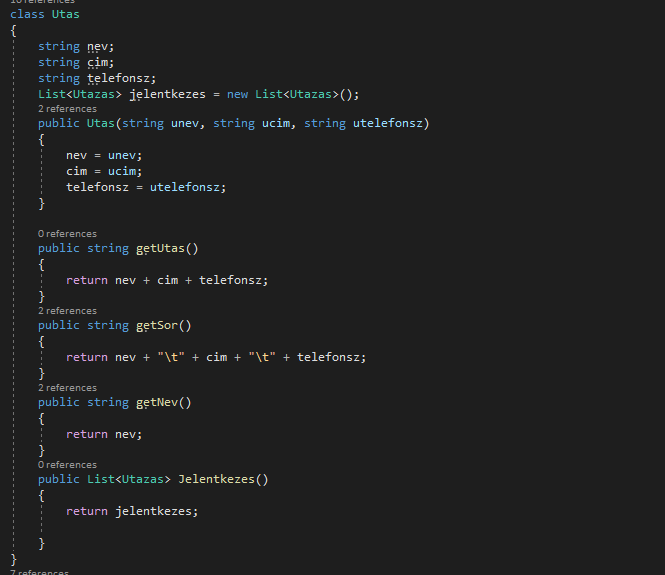 10 references
class Utas
{
string nev;
string cim;
string telefonsz;
List<Utazas> jelentkezes = new List<Utazas>();
2 references
public Utas(string unev, string ucim, string utelefonsz)
{
nev = unev;
cim = ucim;
telefonsz = utelefonsz;
}
0 references
public string getUtas()
{
return nev + cim + telefonsz;
}
2 references
public string getSor()
{
return nev + "\t" + cim + "\t" + telefonsz;
}
2 references
public string getNev()
{
return nev;
}
0 references
public List<Utazas> Jelentkezes()
{
return jelentkezes;
}
}
7 references